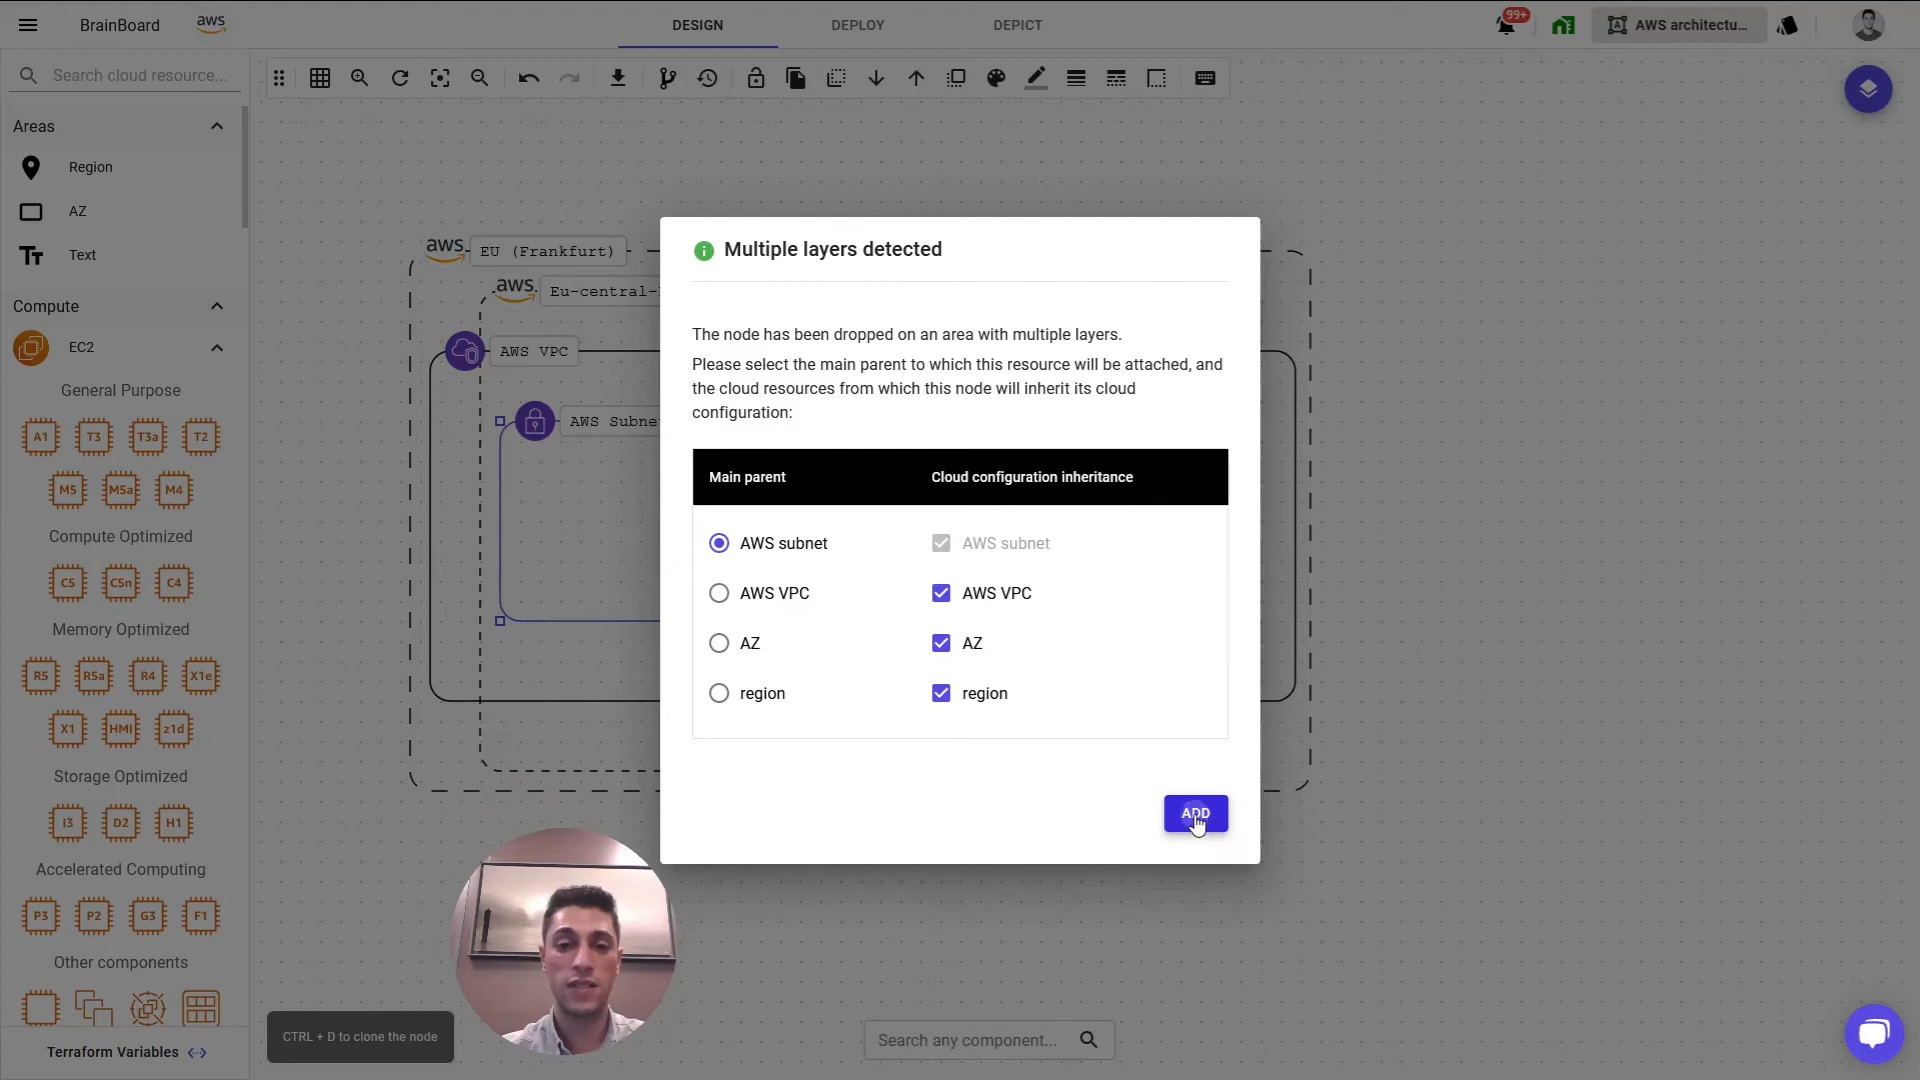 BrainBoard
aws
DESIGN
DEPLOY
DEPICT
99+
AWS architectu...
Search cloud resource...
Areas
Region
AZ
Tт Text
Compute
EC2
General Purpose
A1 T3 T3a T2
M5 M5a M4
Compute Optimized
C5 C5n C4
Memory Optimized
R5 R5a R4 X1e
X1 HMI z1d
Storage Optimized
I3 D2 H1
Accelerated Computing
P3 P2 G3 F1
Other components
Terraform Variables
aws EU (Frankfurt)
aws Eu-central-
AWS VPC
AWS Subne
Multiple layers detected
The node has been dropped on an area with multiple layers.
Please select the main parent to which this resource will be attached, and
the cloud resources from which this node will inherit its cloud
configuration:
Main parent Cloud configuration inheritance
AWS subnet AWS subnet
AWS VPC AWS VPC
AZ AZ
region region
ADD
CTRL + D to clone the node
Search any component...